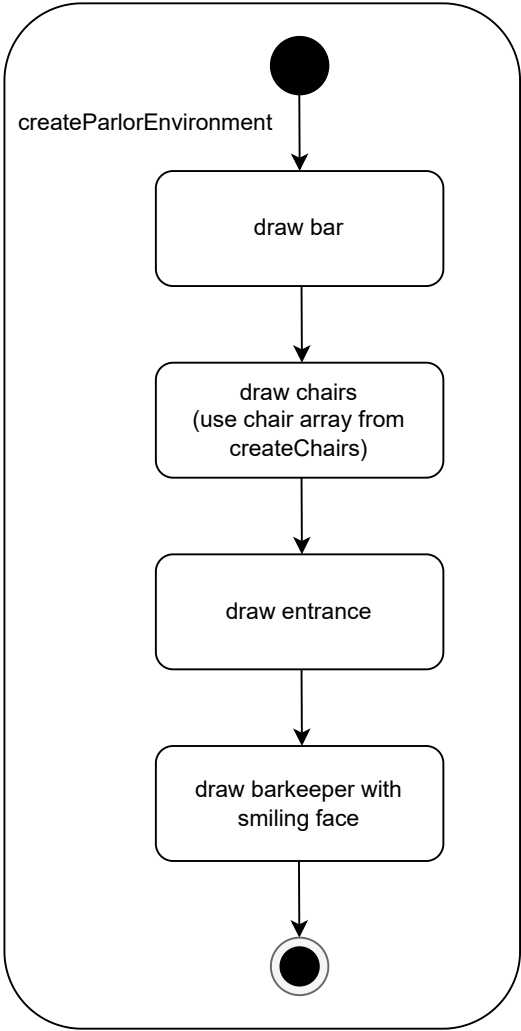 createParlorEnvironment
draw bar
draw chairs
(use chair array from
createChairs)
draw entrance
draw barkeeper with
smiling face